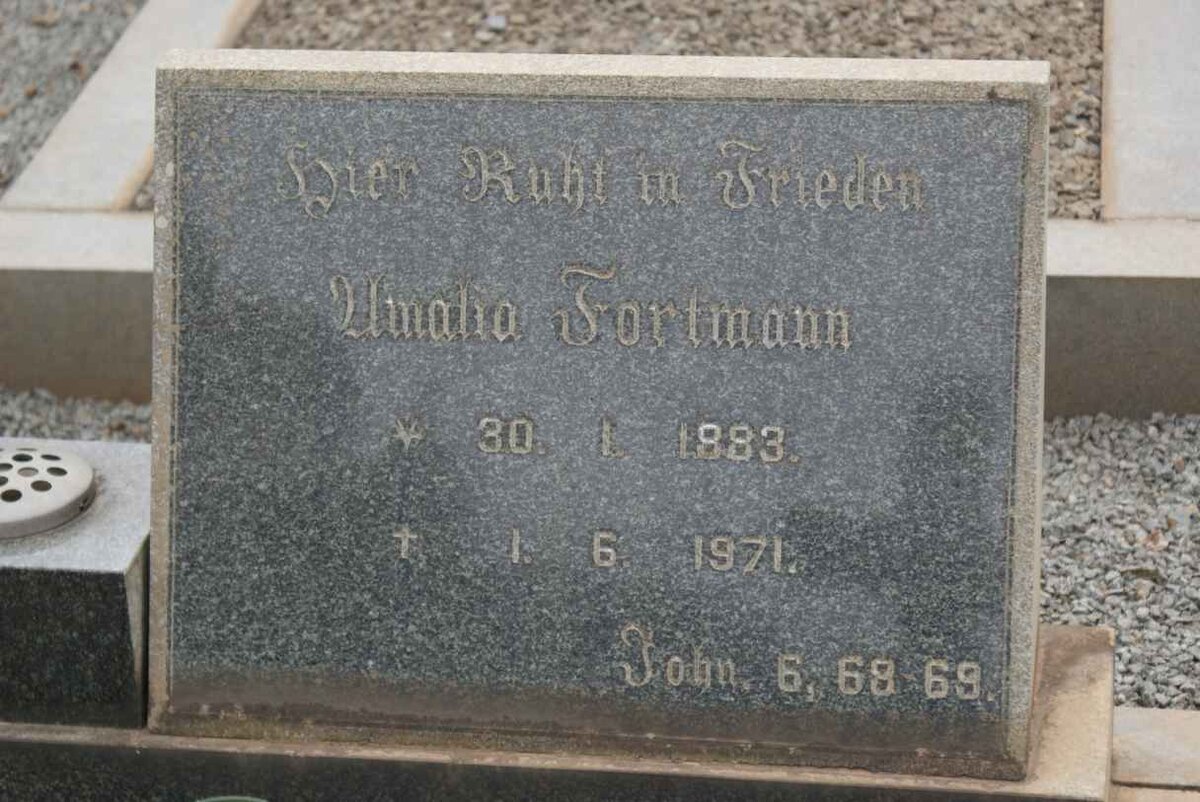 Hier Ruht in Frieden
Amalia Fortmann
* 30. 1. 1883.
† 1. 6. 1971.
John. 6, 68-69.